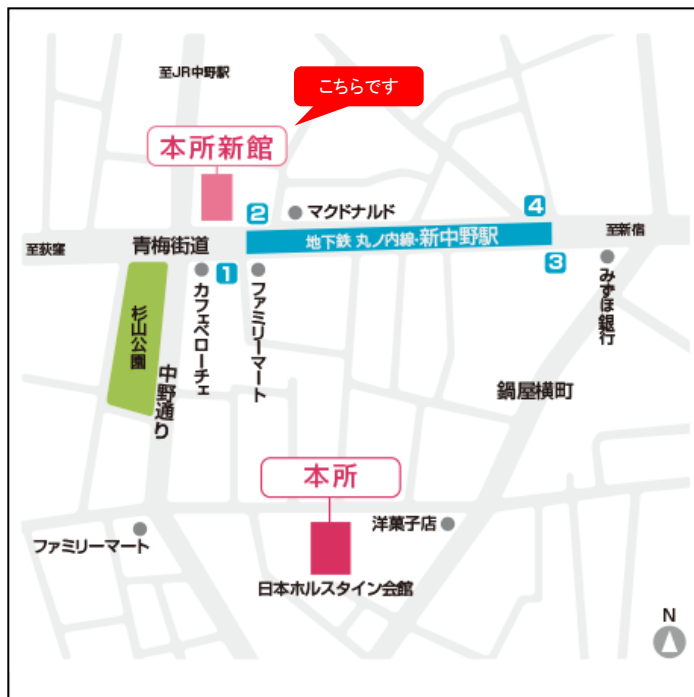 至JR中野駅
こちらです
本所新館
2
マクドナルド
4
至荻窪
青梅街道
地下鉄 丸ノ内線・新中野駅
至新宿
1
3
杉山公園
中野通り
カフェベローチェ
ファミリーマート
みずほ銀行
鍋屋横町
本所
洋菓子店
ファミリーマート
日本ホルスタイン会館
N